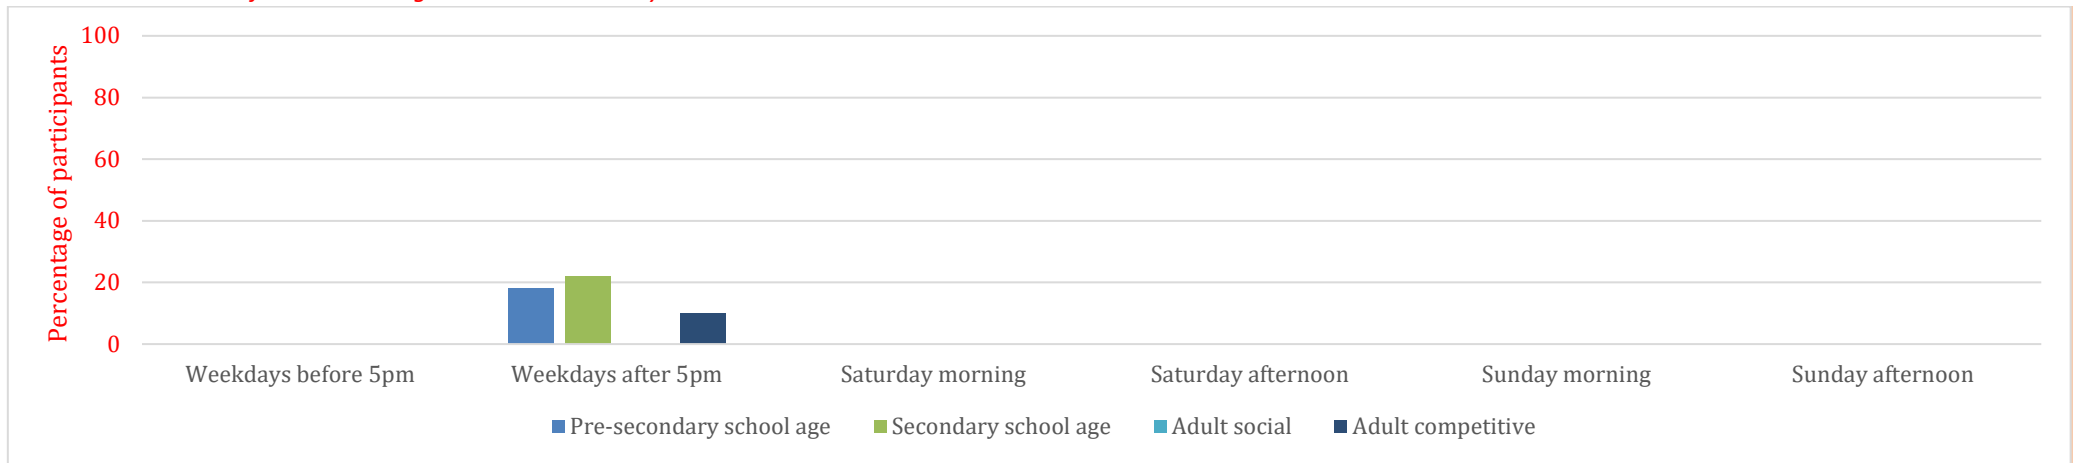 Percentage of participants
100
80
60
40
20
0
Weekdays before 5pm Weekdays after 5pm Saturday morning Saturday afternoon Sunday morning Sunday afternoon
Pre-secondary school age Secondary school age Adult social Adult competitive